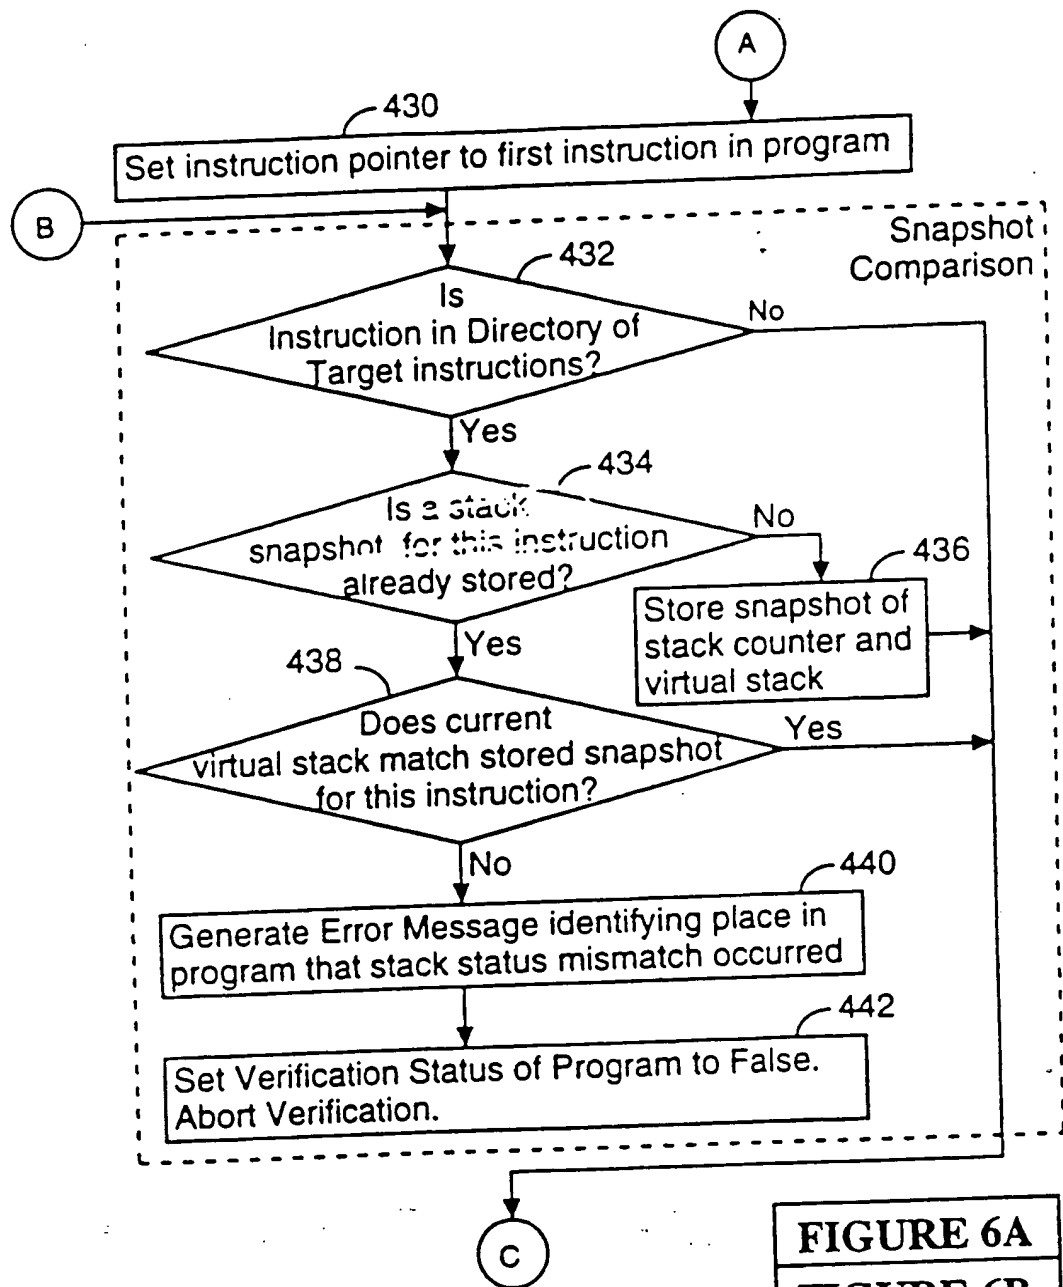 A
430
Set instruction pointer to first instruction in program
B
Snapshot
Comparison
432
Is
Instruction in Directory of
Target instructions?
No
Yes
434
Is a stack
snapshot for this instruction
already stored?
No
436
Store snapshot of
stack counter and
virtual stack
Yes
438
Does current
virtual stack match stored snapshot
for this instruction?
Yes
No
440
Generate Error Message identifying place in
program that stack status mismatch occurred
442
Set Verification Status of Program to False.
Abort Verification.
C
FIGURE 6A
FIGURE 6B